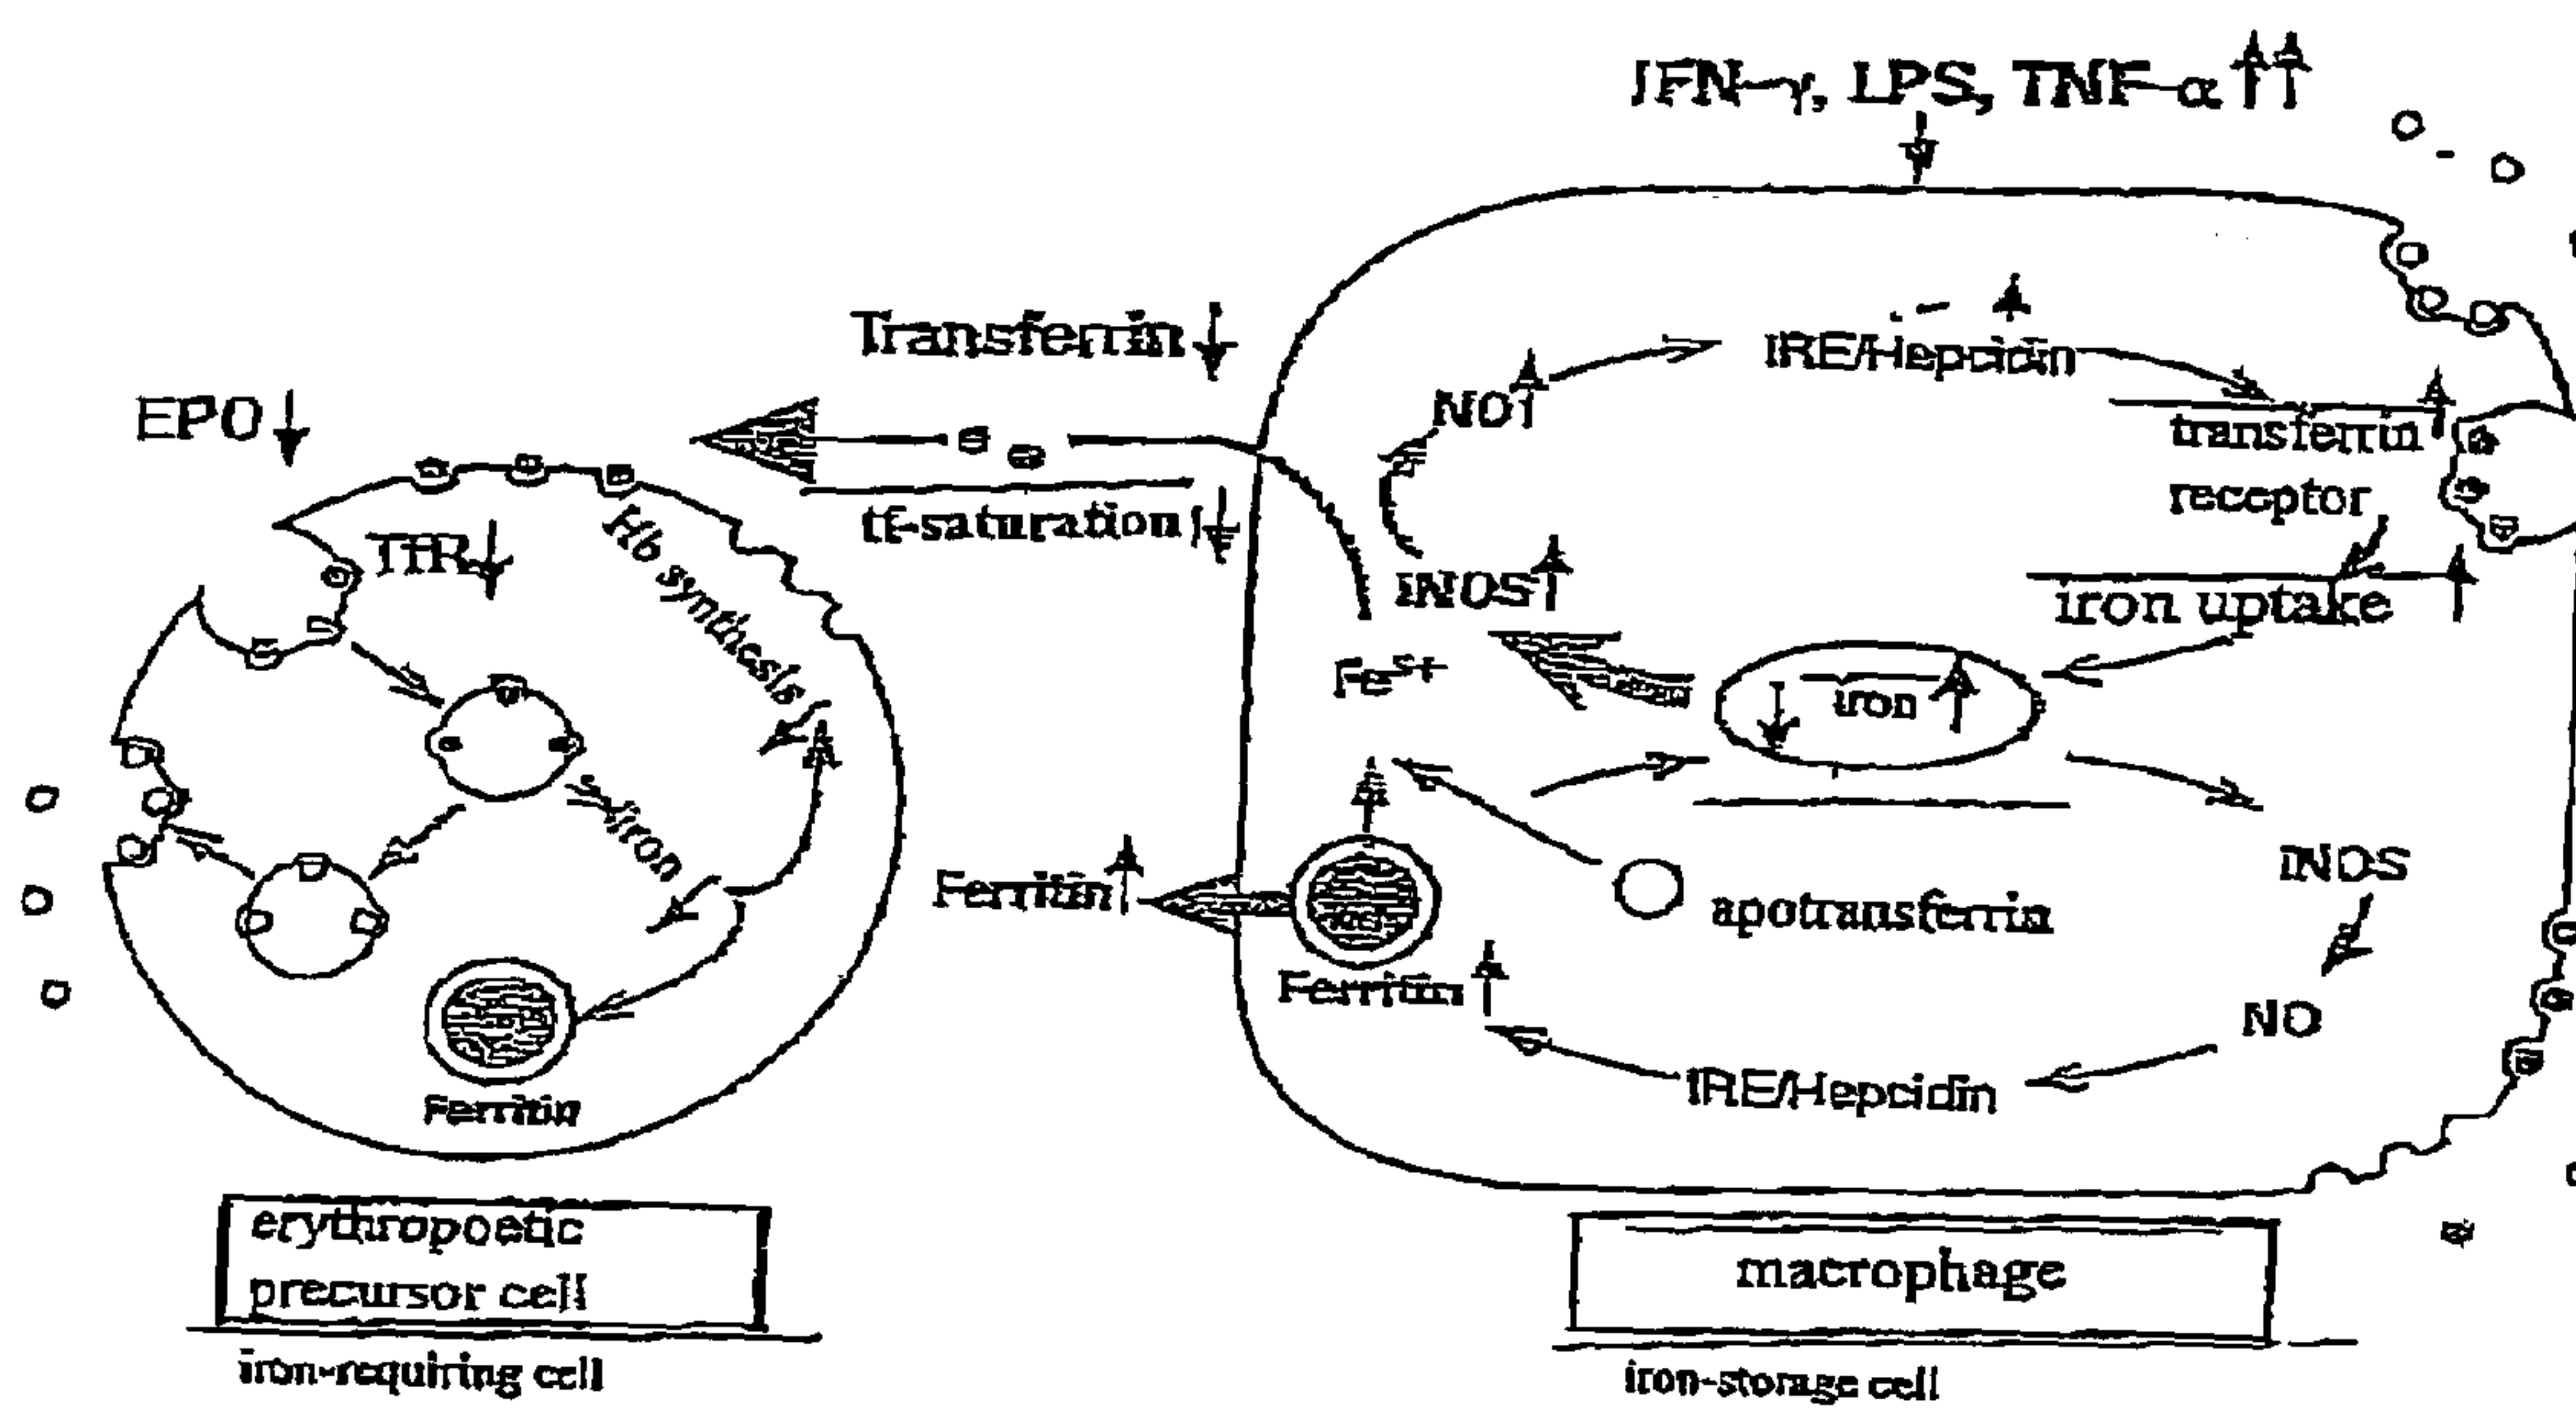 IFN-γ, LPS, TNF-α ↑↑
Transferrin ↓
EPO ↓
tf-saturation ↓
TfR ↓
Hb synthesis
iron
Ferritin
Ferritin ↑
NO ↑
IRE/Hepcidin
transferrin ↑
receptor
iron uptake ↑
INOS ↑
↓ iron ↑
apotransferrin
INOS
Ferritin ↑
NO
IRE/Hepcidin
erythropoetic
precursor cell
iron-requiring cell
macrophage
iron-storage cell